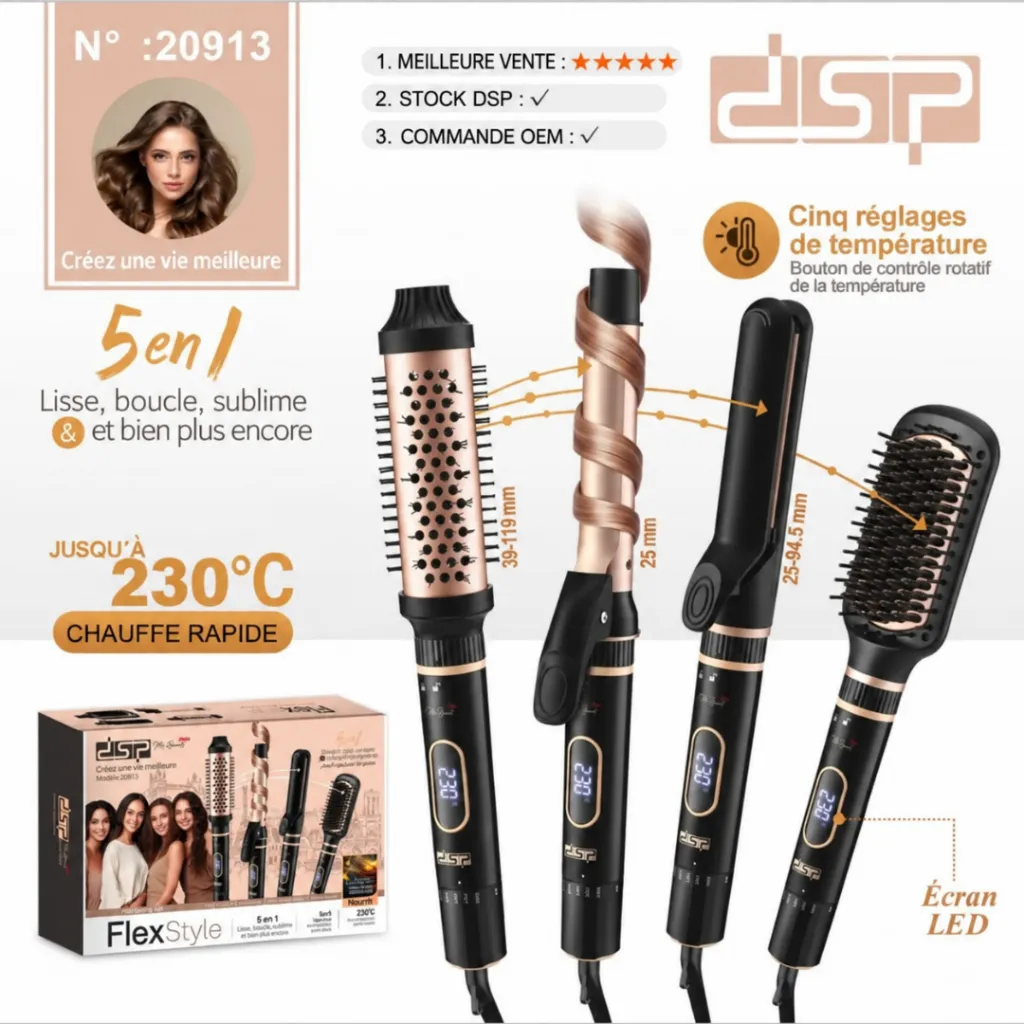 N° :20913
Créez une vie meilleure
1. MEILLEURE VENTE : ★★★★★
2. STOCK DSP : ✓
3. COMMANDE OEM : ✓
dsp
Cinq réglages
de température
Bouton de contrôle rotatif
de la température
5 en 1
Lisse, boucle, sublime
& et bien plus encore
JUSQU'À
230°C
CHAUFFE RAPIDE
39-119 mm
25 mm
25-94.5 mm
230
230
230
230
dsp
dsp
dsp
dsp
Écran
LED
Flex
dsp
Créez une vie meilleure
Modèle:20913
dsp
Nourrh
FlexStyle
5 en 1
Lisse, boucle, sublime
et bien plus encore
5en1
230°C